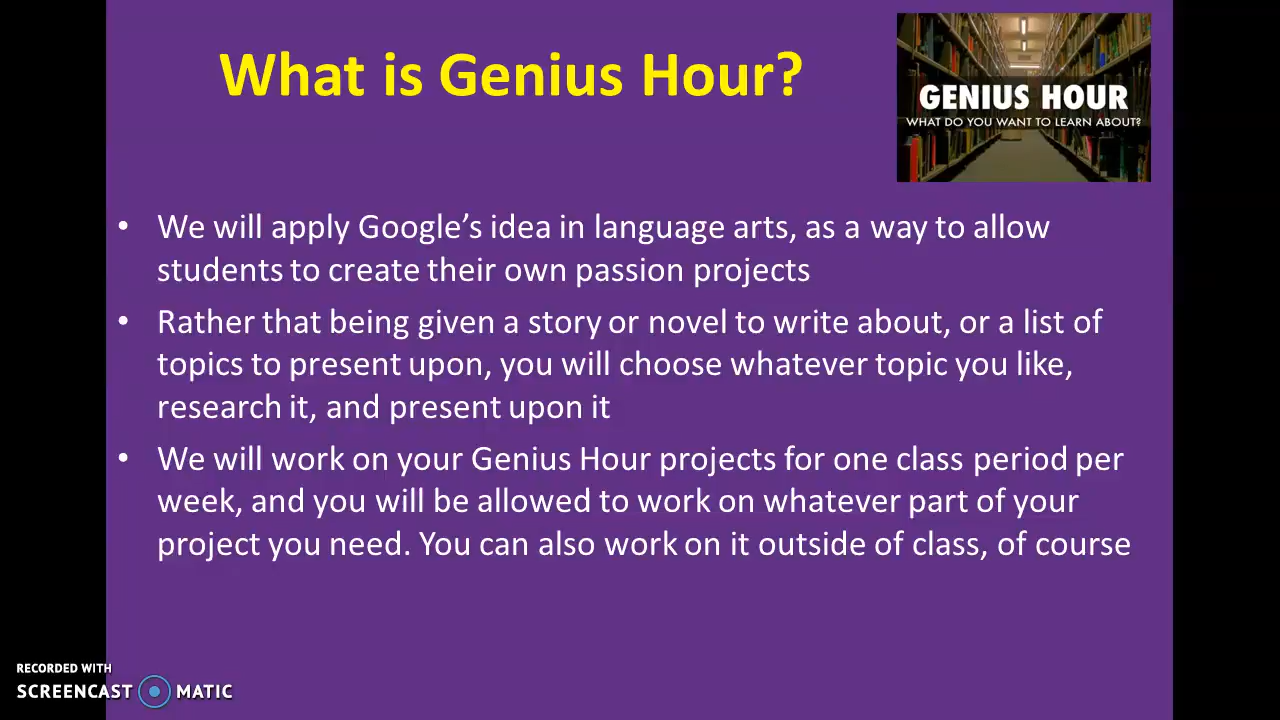 What is Genius Hour?
GENIUS HOUR
WHAT DO YOU WANT TO LEARN ABOUT?
• We will apply Google’s idea in language arts, as a way to allow
students to create their own passion projects
• Rather that being given a story or novel to write about, or a list of
topics to present upon, you will choose whatever topic you like,
research it, and present upon it
• We will work on your Genius Hour projects for one class period per
week, and you will be allowed to work on whatever part of your
project you need. You can also work on it outside of class, of course
RECORDED WITH
SCREENCAST MATIC